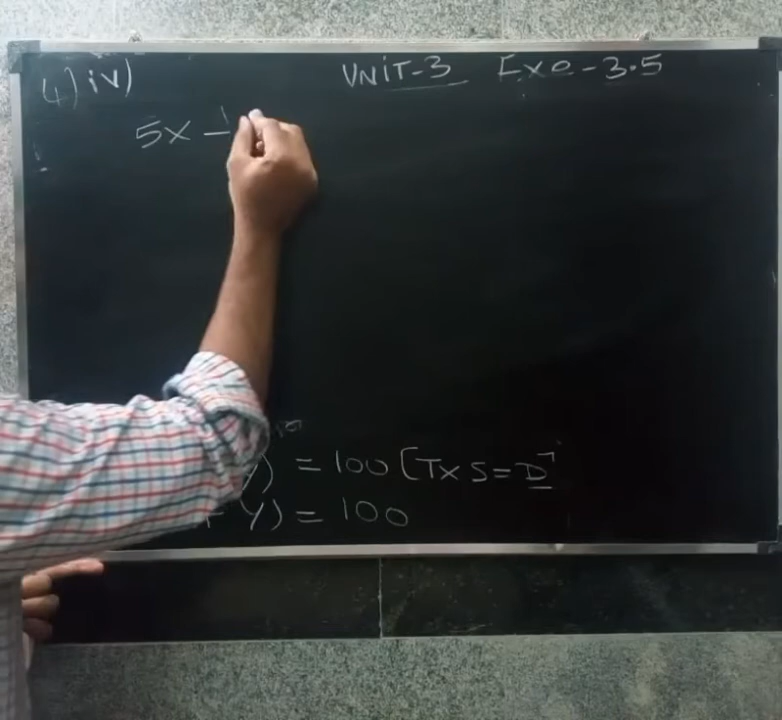 4) iv) UNIT-3 Exe-3.5
5x -
) = 100 [T x S = D]
y) = 100